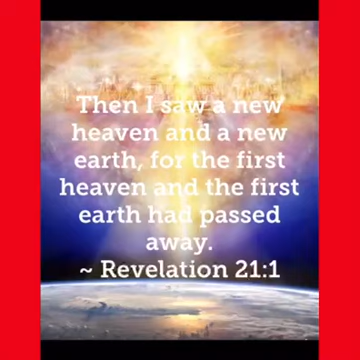 Then I saw a new
heaven and a new
earth, for the first
heaven and the first
earth had passed
away.
~ Revelation 21:1